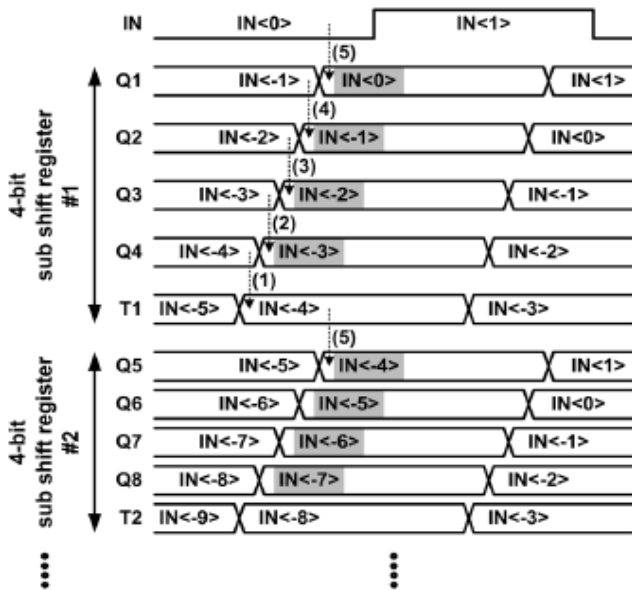 IN IN<0> IN<1>
(5)
Q1 IN<-1> IN<0> IN<1>
(4)
Q2 IN<-2> IN<-1> IN<0>
(3)
Q3 IN<-3> IN<-2> IN<-1>
(2)
Q4 IN<-4> IN<-3> IN<-2>
(1)
T1 IN<-5> IN<-4> IN<-3>
4-bit
sub shift register
#1
(5)
Q5 IN<-5> IN<-4> IN<1>
Q6 IN<-6> IN<-5> IN<0>
Q7 IN<-7> IN<-6> IN<-1>
Q8 IN<-8> IN<-7> IN<-2>
T2 IN<-9> IN<-8> IN<-3>
4-bit
sub shift register
#2